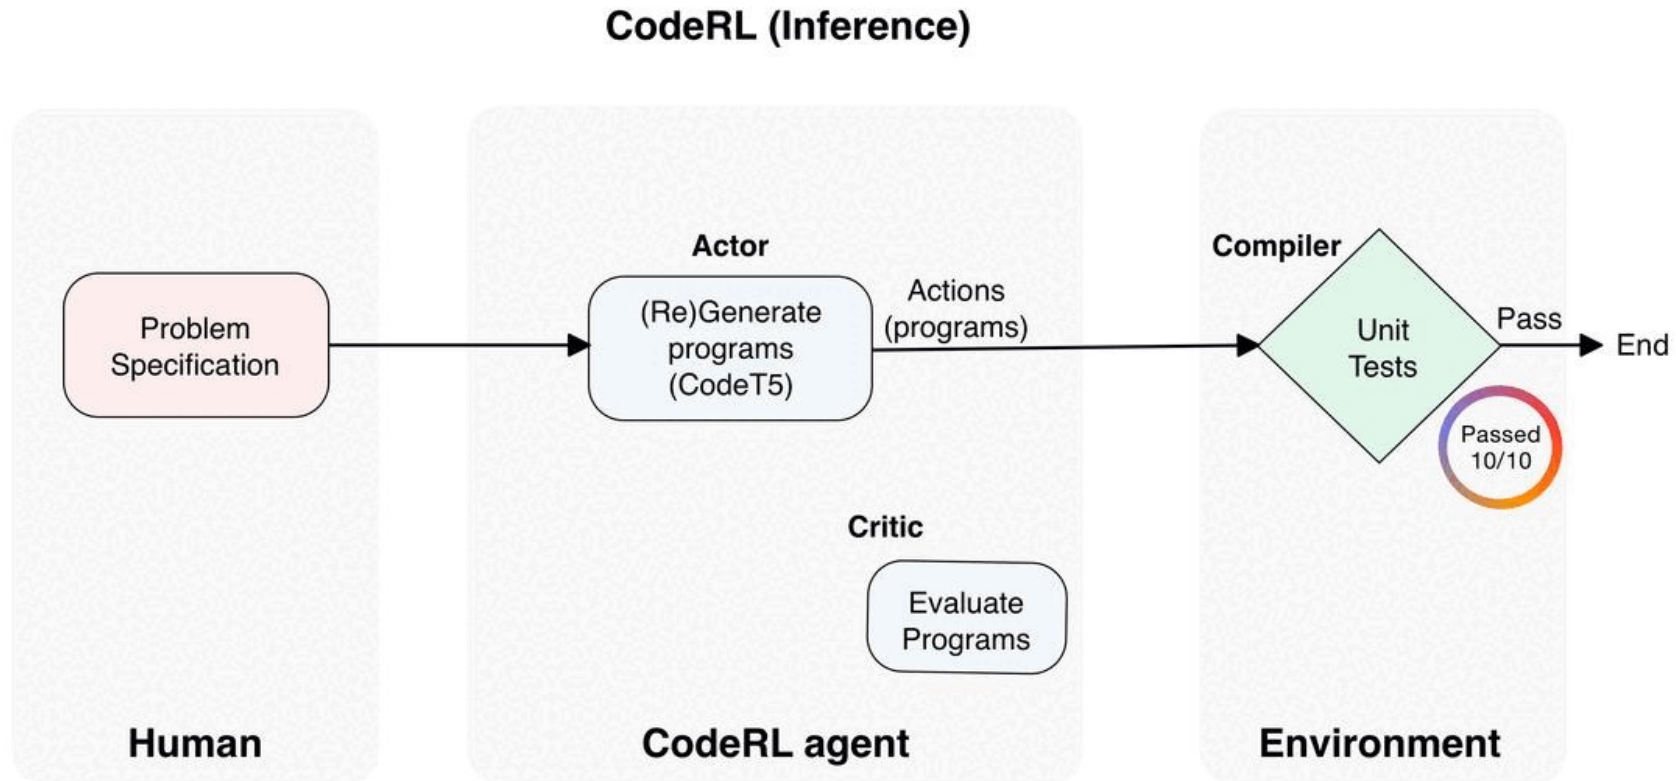 CodeRL (Inference)
Problem
Specification
Human
Actor
(Re)Generate
programs
(CodeT5)
Actions
(programs)
Critic
Evaluate
Programs
CodeRL agent
Compiler
Unit
Tests
Pass
End
Passed
10/10
Environment